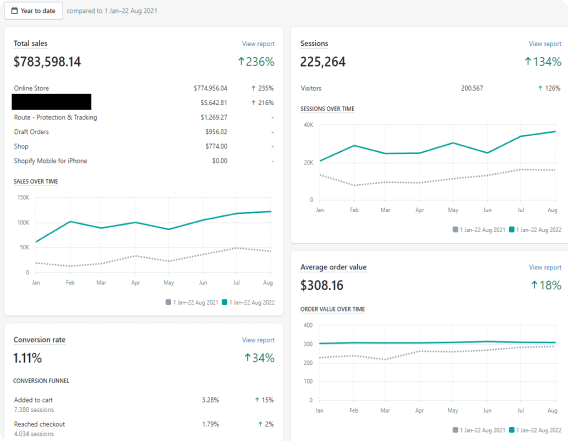 Year to date compared to 1 Jan–22 Aug 2021
Total sales View report
$783,598.14 ↑236%
Online Store $774,956.04 ↑ 235%
$5,642.81 ↑ 216%
Route - Protection & Tracking $1,269.27 -
Draft Orders $956.02 -
Shop $774.00 -
Shopify Mobile for iPhone $0.00 -
SALES OVER TIME
150K
100K
50K
0
Jan Feb Mar Apr May Jun Jul Aug
1 Jan–22 Aug 2021 1 Jan–22 Aug 2022
Conversion rate View report
1.11% ↑34%
CONVERSION FUNNEL
Added to cart 3.28% ↑ 15%
7,380 sessions
Reached checkout 1.79% ↑ 2%
4,034 sessions
Sessions View report
225,264 ↑134%
Visitors 200,567 ↑ 126%
SESSIONS OVER TIME
40K
20K
0
Jan Feb Mar Apr May Jun Jul Aug
1 Jan–22 Aug 2021 1 Jan–22 Aug 2022
Average order value View report
$308.16 ↑18%
ORDER VALUE OVER TIME
400
300
200
100
0
Jan Feb Mar Apr May Jun Jul Aug
1 Jan–22 Aug 2021 1 Jan–22 Aug 2022